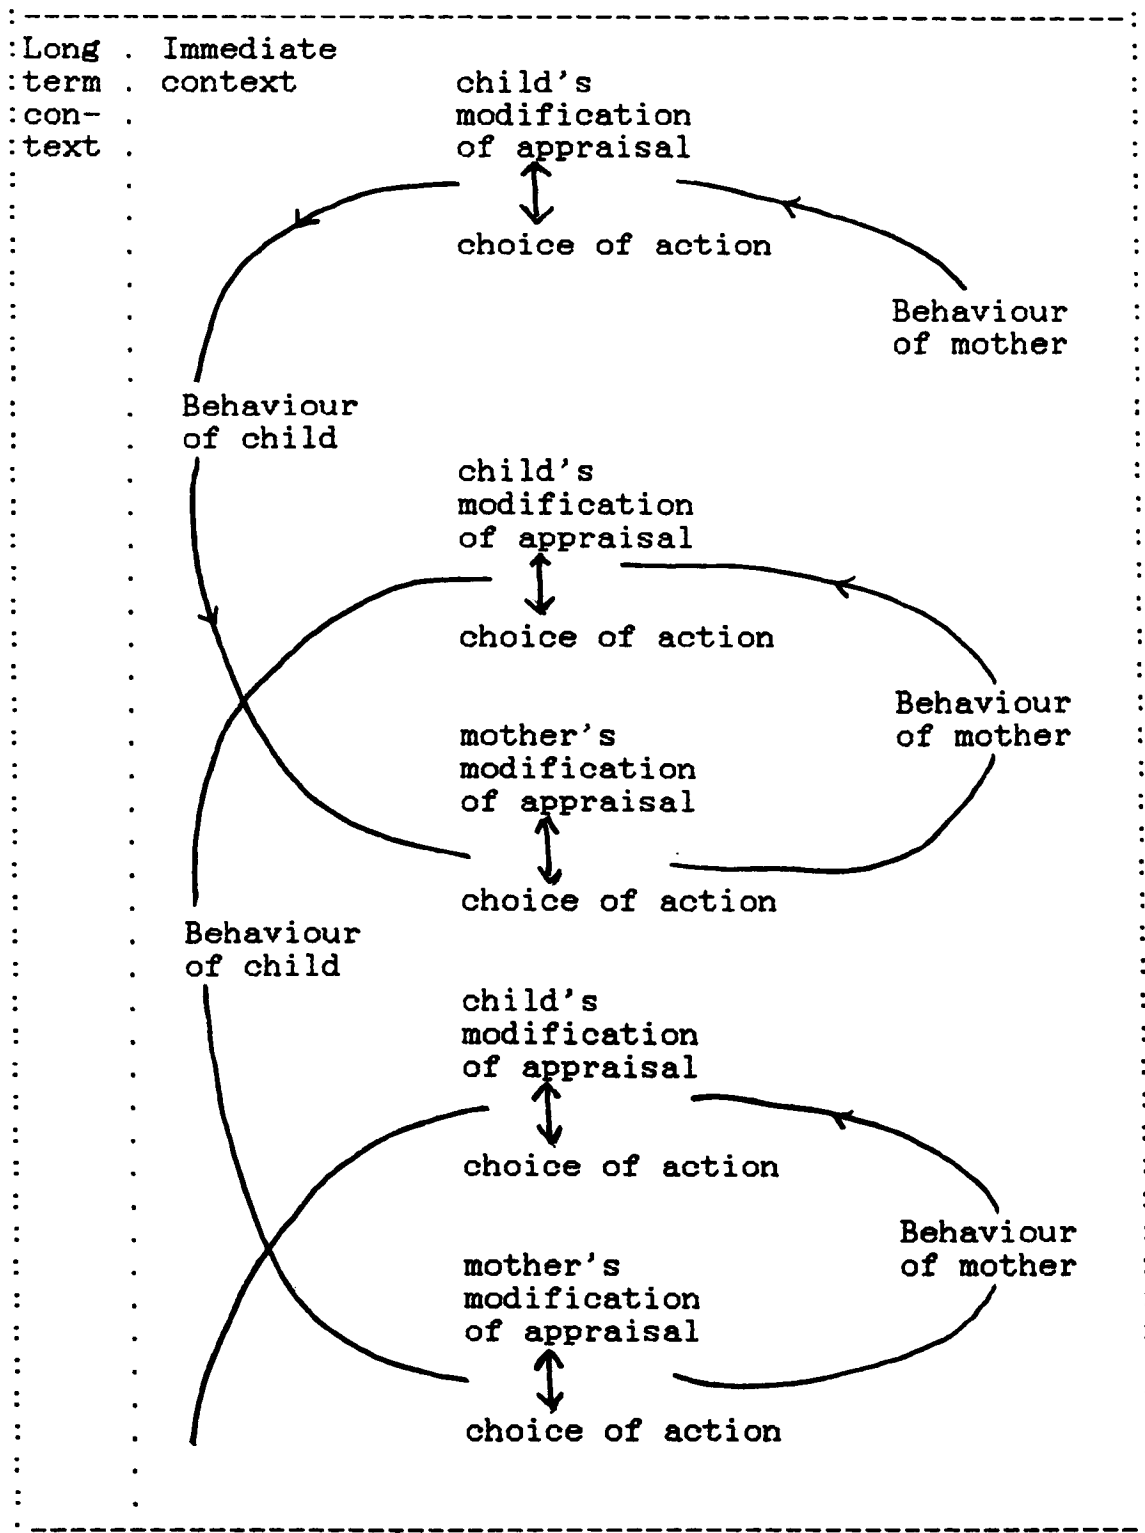 Long
term
con-
text
Immediate
context
child's
modification
of appraisal
choice of action
Behaviour
of mother
Behaviour
of child
child's
modification
of appraisal
choice of action
Behaviour
of mother
mother's
modification
of appraisal
choice of action
Behaviour
of child
child's
modification
of appraisal
choice of action
Behaviour
of mother
mother's
modification
of appraisal
choice of action